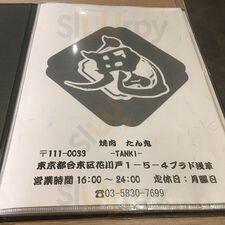 鬼
焼肉 たん鬼
〒111-0033 -TANKI-
東京都台東区花川戸1-5-4プラド浅草
営業時間 16:00～24:00 定休日：月曜日
☎03-5830-7699